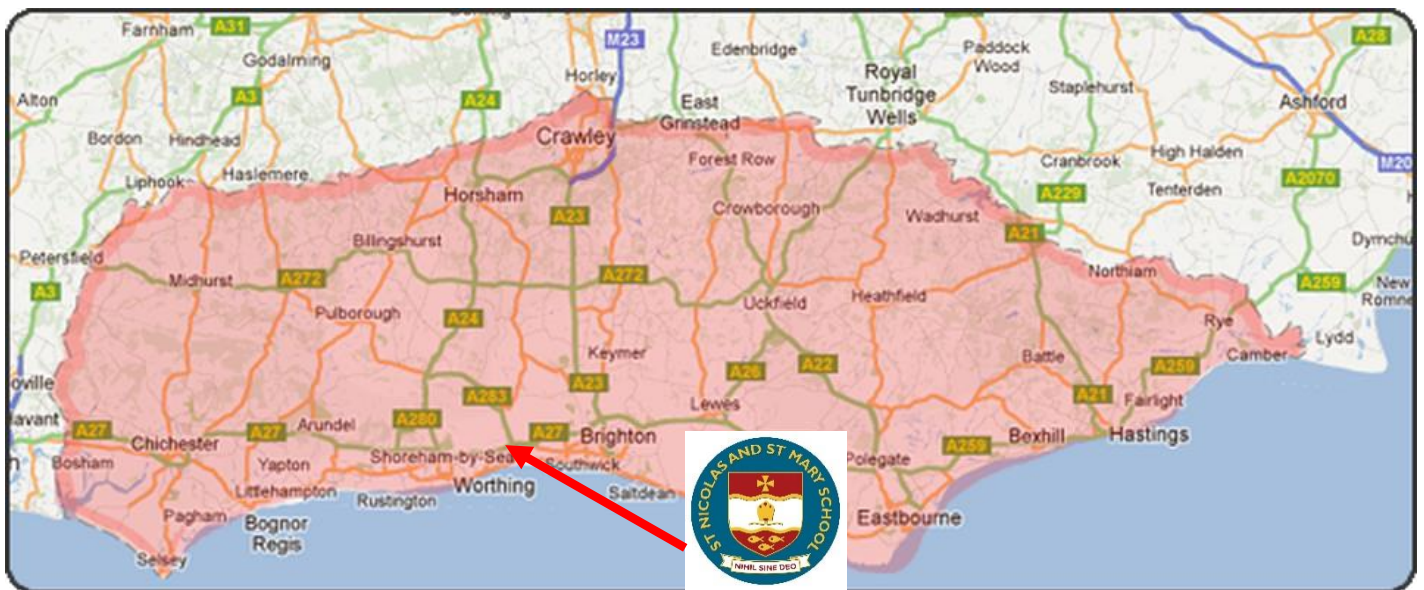 Farnham
A31
Godalming
M23
Edenbridge
Paddock
Wood
A28
Horley
Royal
Tunbridge
Wells
Staplehurst
Alton
A3
A24
East
Grinstead
Ashford
Bordon
Hindhead
Crawley
Forest Row
Cranbrook
High Halden
M20
Liphook
Haslemere
Horsham
A229
Tenterden
A2070
A23
Crowborough
Wadhurst
A21
Petersfield
Billingshurst
Dymchu
A3
Midhurst
A272
A272
Northiam
A259
New
Romne
Uckfield
Heathfield
Pulborough
A24
Rye
Lydd
Keymer
A22
Battle
Camber
oville
A23
A26
A259
avant
A283
A21
Fairlight
A27
Chichester
A27
Arundel
A280
A27
Brighton
Lewes
A259
Bexhill
Hastings
Bosham
Yapton
Shoreham-by-Sea
Southwick
Polegate
Littlehampton
Rustington
Worthing
Saltdean
Pagham
Bognor
Regis
Eastbourne
Selsey
ST NICOLAS AND ST MARY SCHOOL
NIHIL SINE DEO